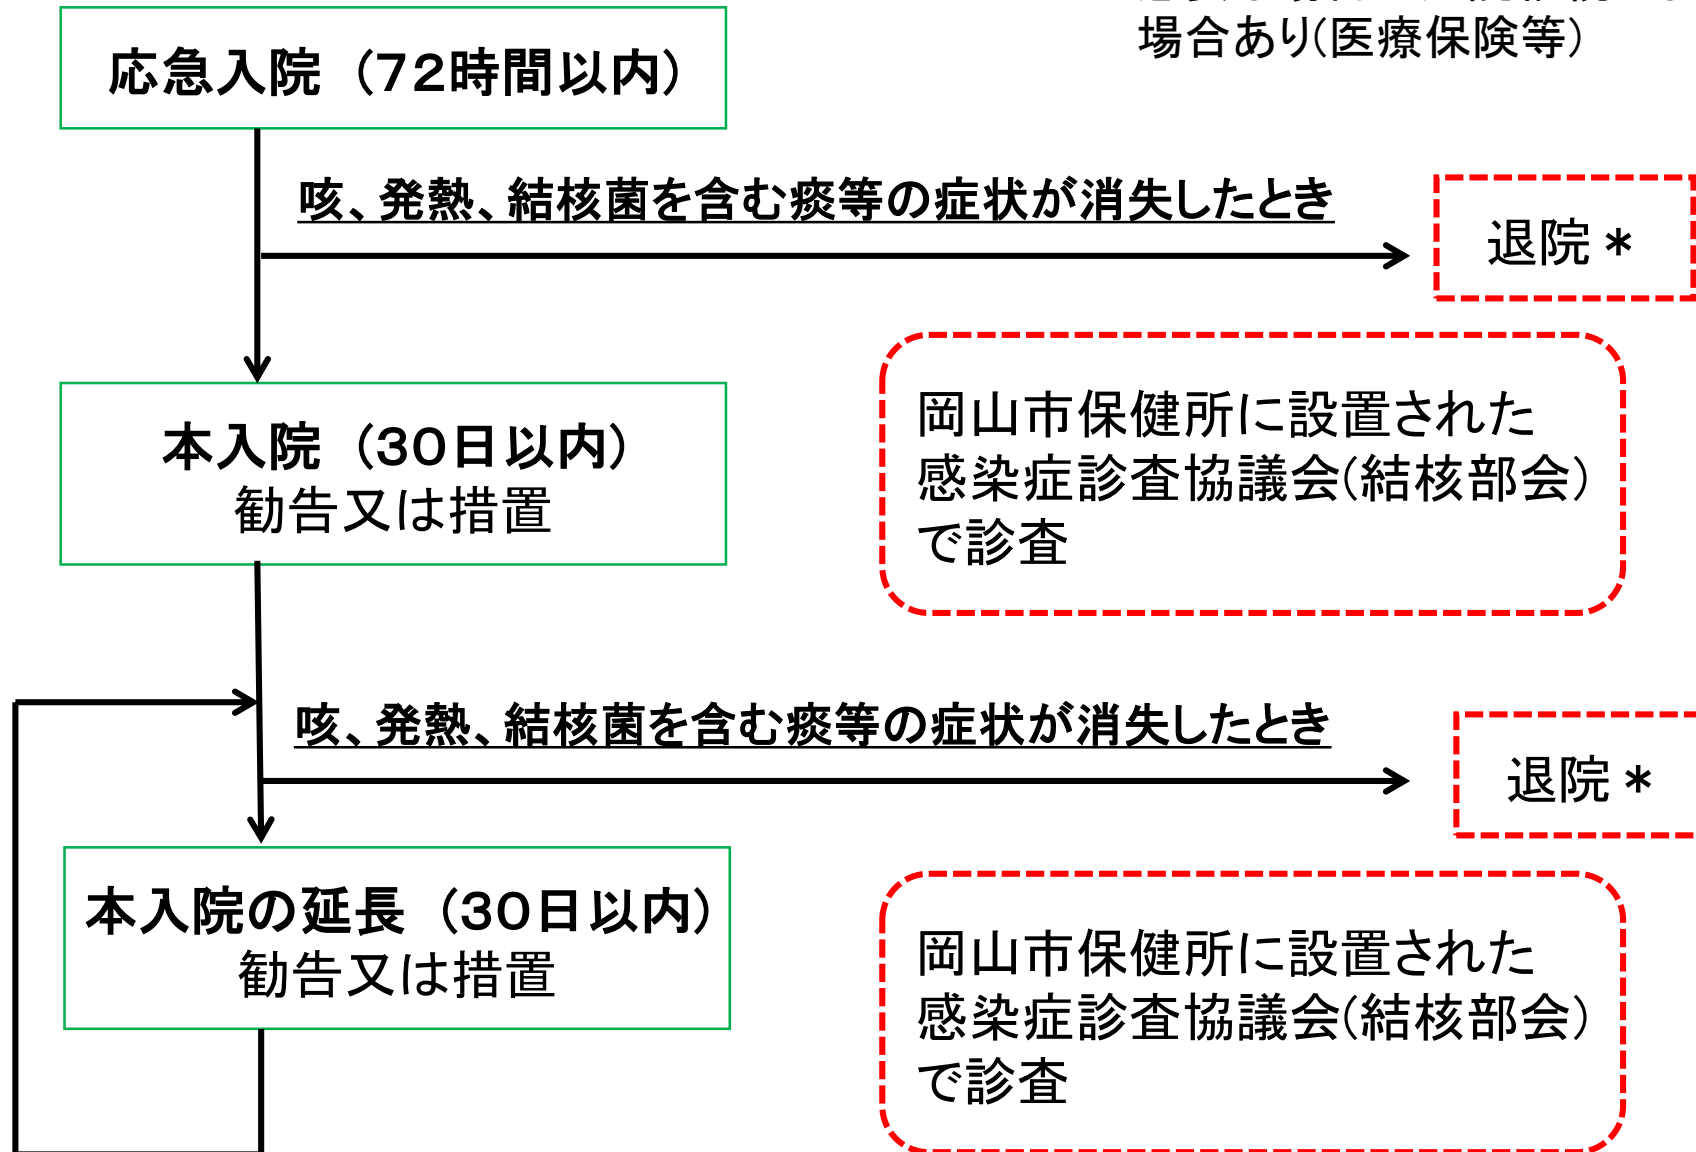 場合あり(医療保険等)
応急入院（72時間以内）
咳、発熱、結核菌を含む痰等の症状が消失したとき
退院＊
本入院（30日以内）
勧告又は措置
岡山市保健所に設置された
感染症診査協議会(結核部会)
で診査
咳、発熱、結核菌を含む痰等の症状が消失したとき
退院＊
本入院の延長（30日以内）
勧告又は措置
岡山市保健所に設置された
感染症診査協議会(結核部会)
で診査